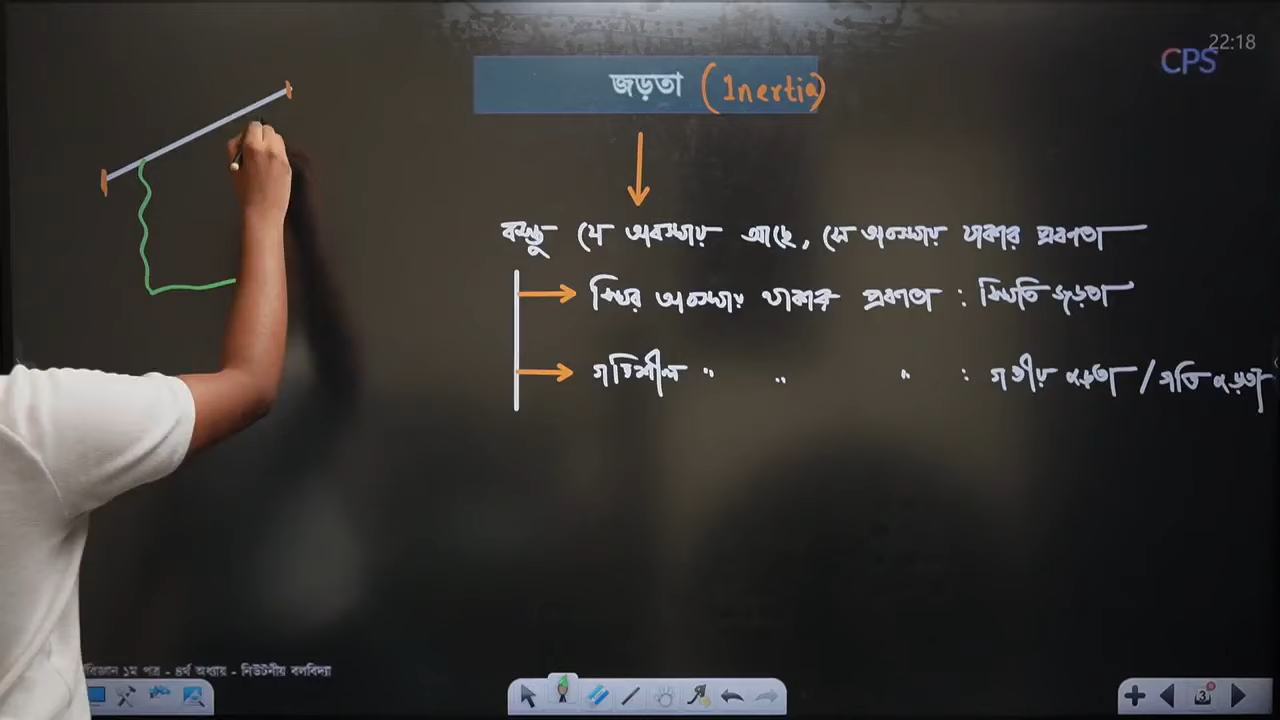 22:18
CPS
জড়তা (Inertia)
বস্তু যে অবস্থায় আছে, সে অবস্থায় থাকার প্রবণতা
স্থির অবস্থায় থাকার প্রবণতা : স্থিতি জড়তা
গতিশীল " " " : গতীয় জড়তা / গতি জড়তা
১ম পত্র - ৪র্থ অধ্যায় - নিউটনীয় বলবিদ্যা
3